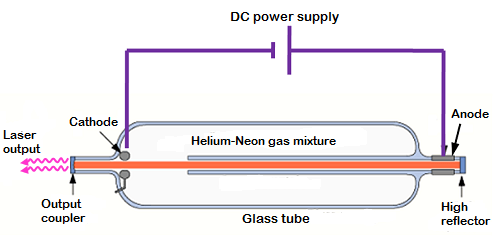 DC power supply
Cathode
Anode
Laser
output
Helium-Neon gas mixture
Output
coupler
Glass tube
High
reflector